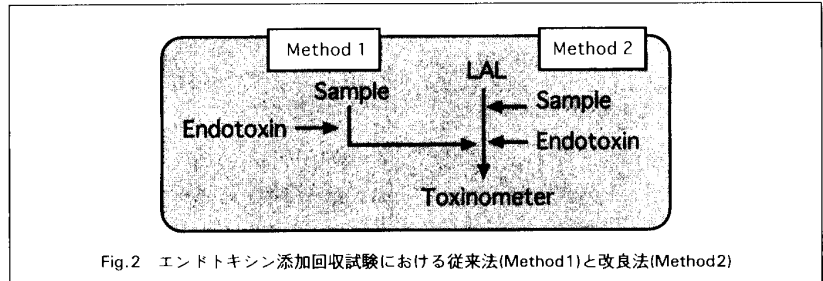 Method 1
Method 2
LAL
Sample
Sample
Endotoxin
Endotoxin
Toxinometer
Fig.2 エンドトキシン添加回収試験における従来法(Method1)と改良法(Method2)